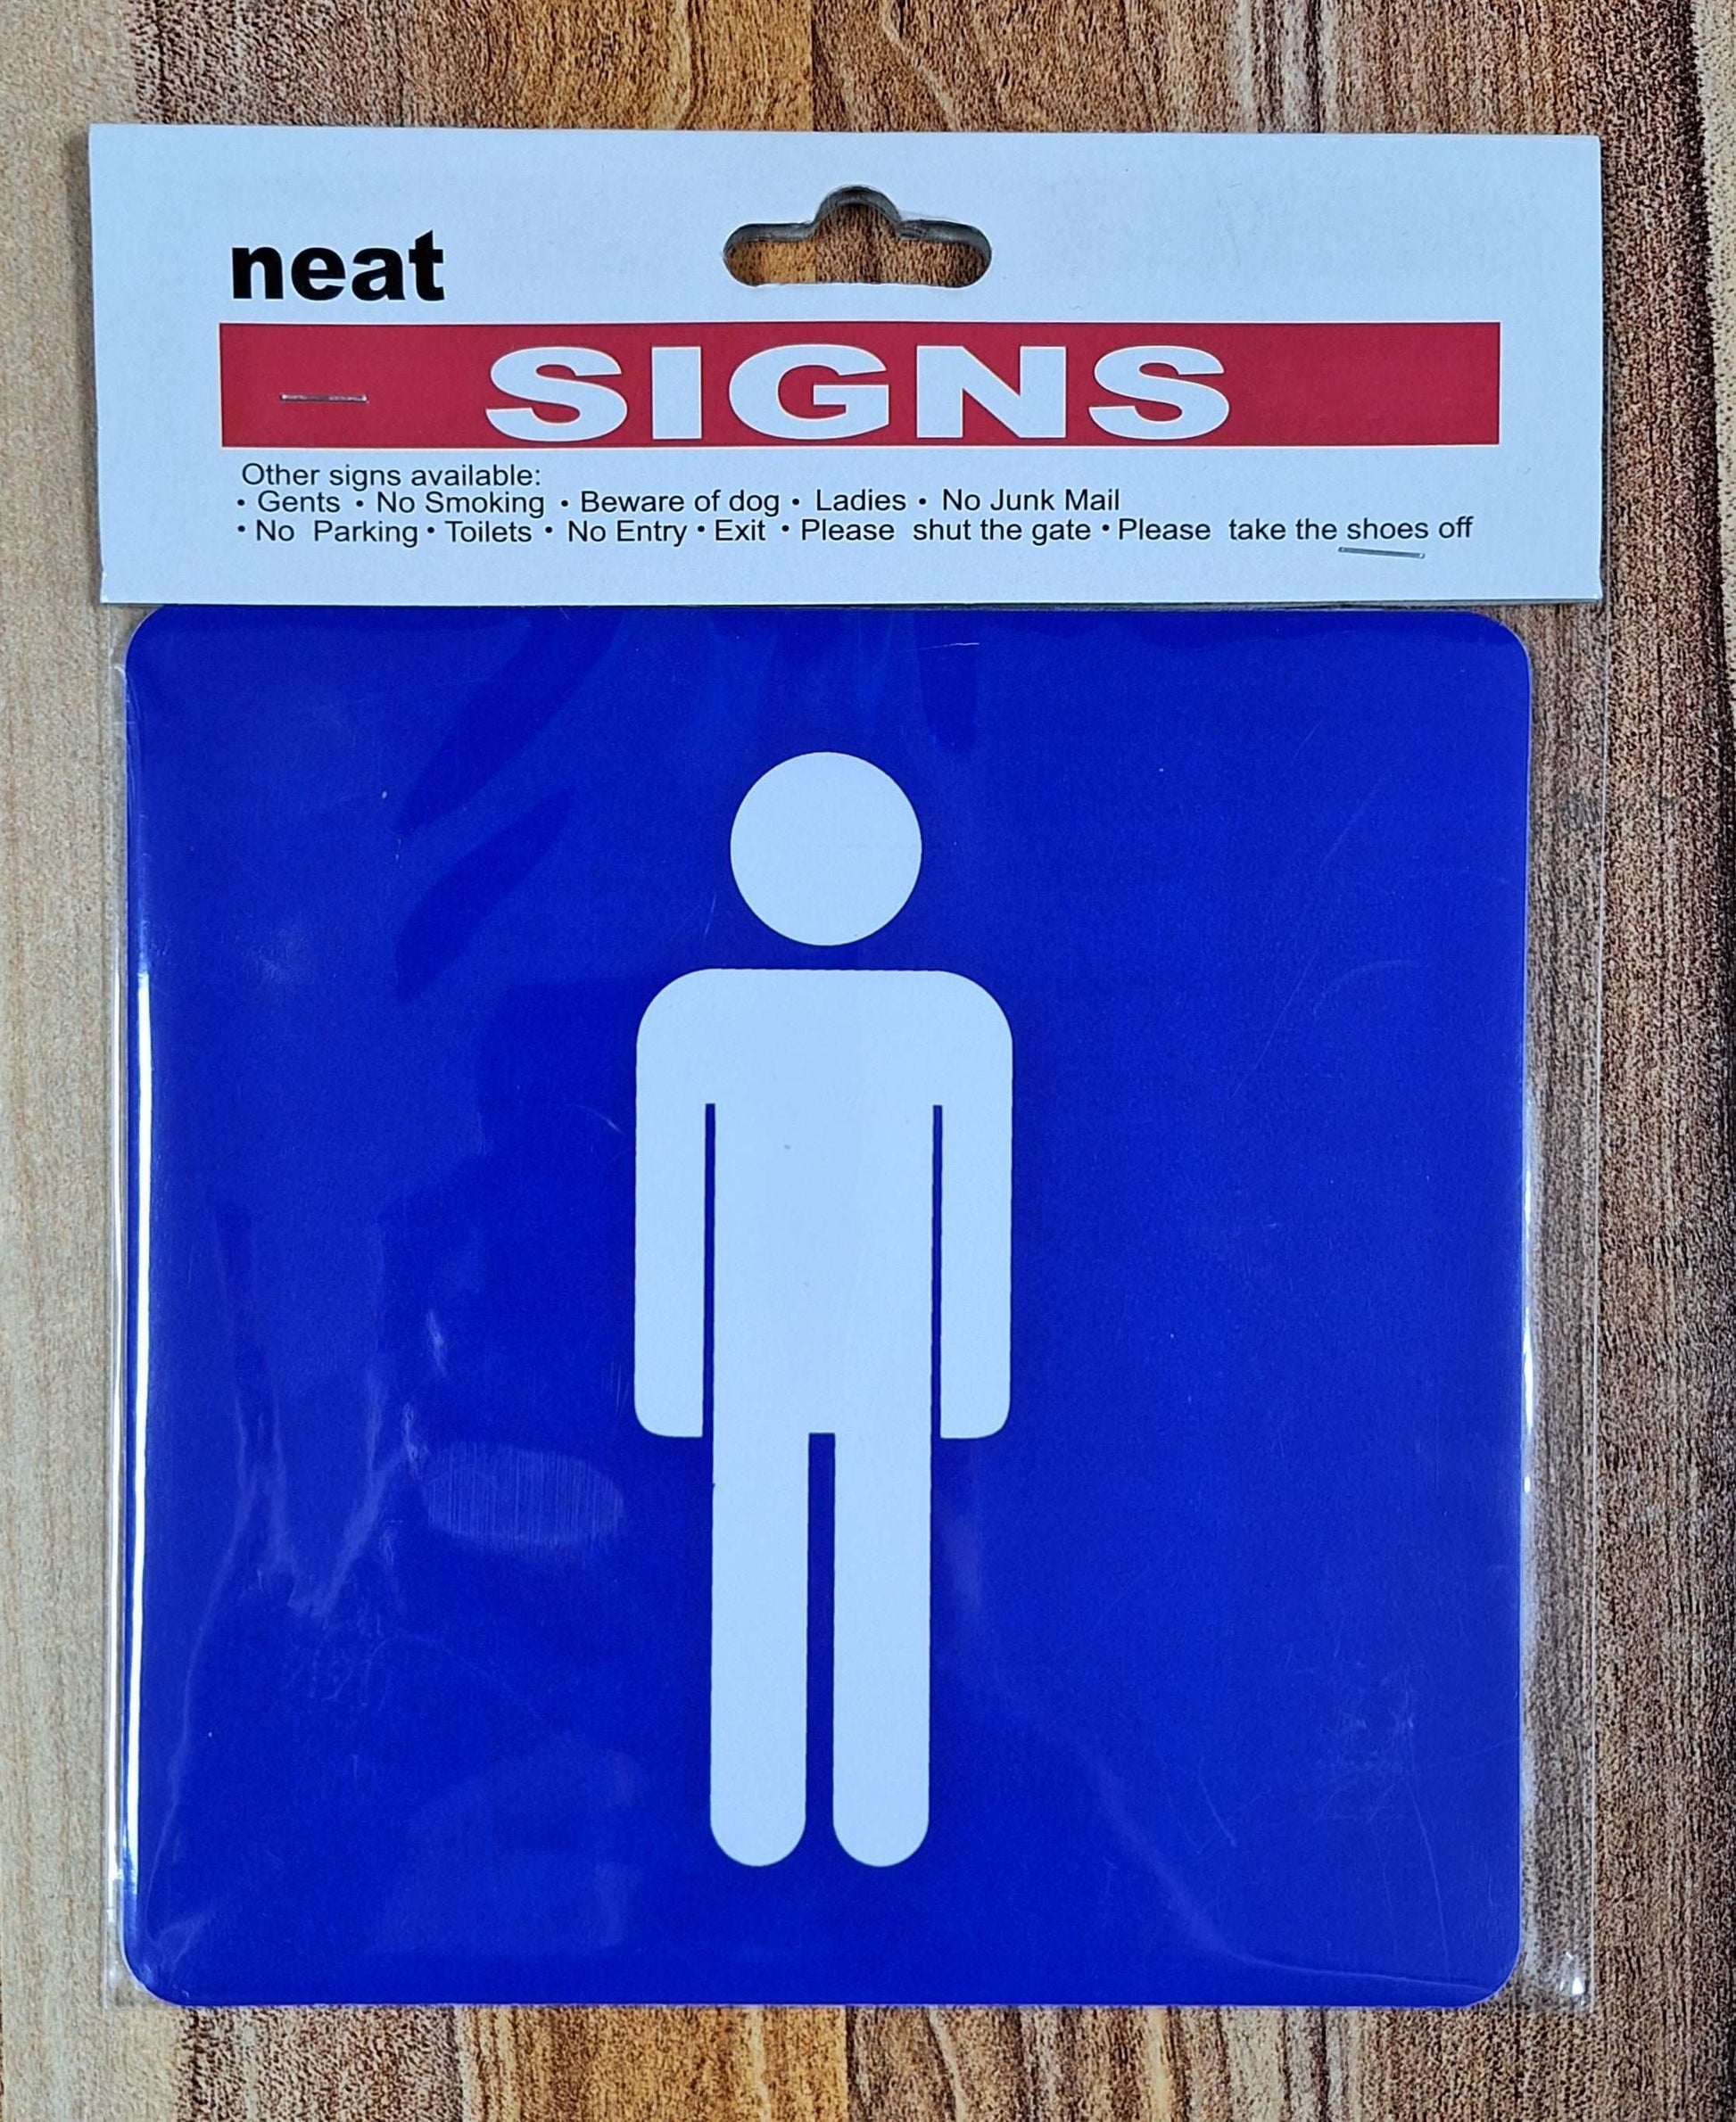 neat
SIGNS
Other signs available:
• Gents • No Smoking • Beware of dog • Ladies • No Junk Mail
• No Parking • Toilets • No Entry • Exit • Please shut the gate • Please take the shoes off